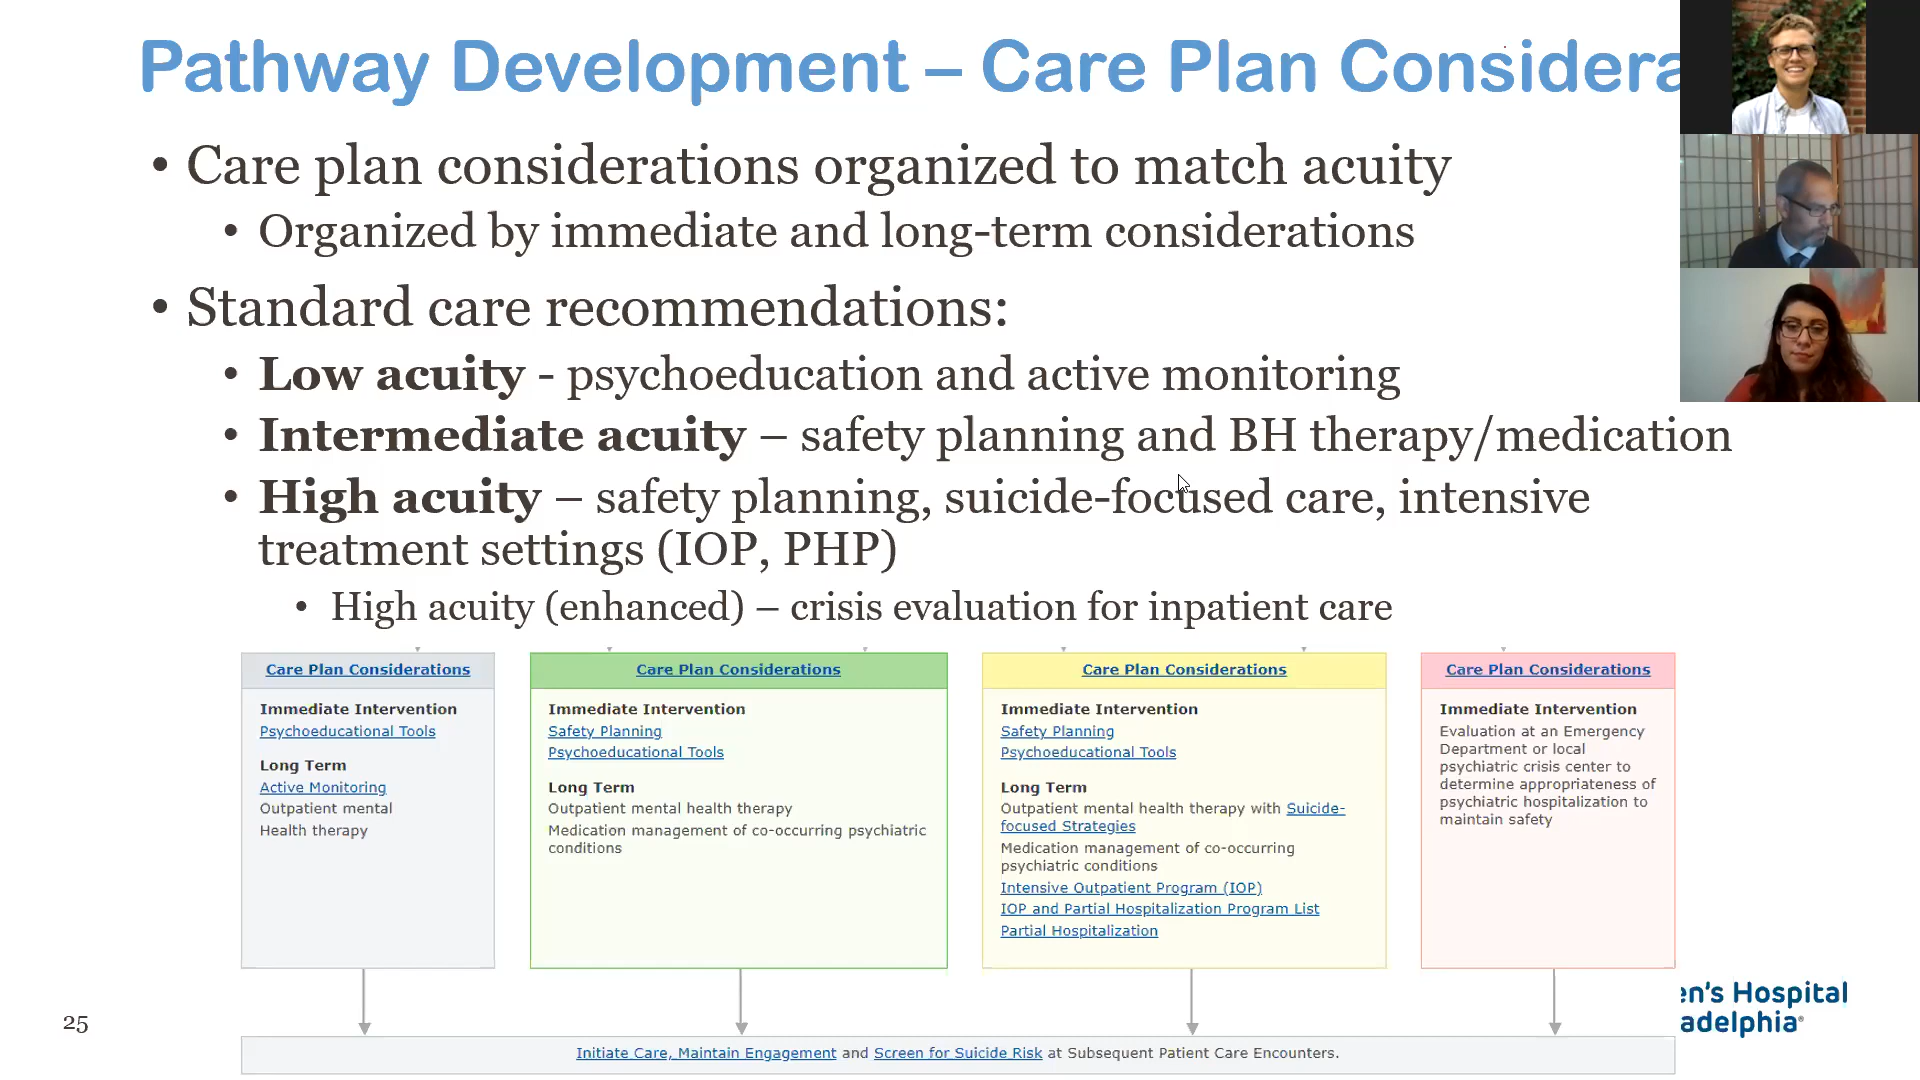 Pathway Development – Care Plan Considera
• Care plan considerations organized to match acuity
• Organized by immediate and long-term considerations
• Standard care recommendations:
• Low acuity - psychoeducation and active monitoring
• Intermediate acuity – safety planning and BH therapy/medication
• High acuity – safety planning, suicide-focused care, intensive
treatment settings (IOP, PHP)
• High acuity (enhanced) – crisis evaluation for inpatient care
Care Plan Considerations
Immediate Intervention
Psychoeducational Tools
Long Term
Active Monitoring
Outpatient mental
Health therapy
Care Plan Considerations
Immediate Intervention
Safety Planning
Psychoeducational Tools
Long Term
Outpatient mental health therapy
Medication management of co-occurring psychiatric
conditions
Care Plan Considerations
Immediate Intervention
Safety Planning
Psychoeducational Tools
Long Term
Outpatient mental health therapy with Suicide-
focused Strategies
Medication management of co-occurring
psychiatric conditions
Intensive Outpatient Program (IOP)
IOP and Partial Hospitalization Program List
Partial Hospitalization
Care Plan Considerations
Immediate Intervention
Evaluation at an Emergency
Department or local
psychiatric crisis center to
determine appropriateness of
psychiatric hospitalization to
maintain safety
Initiate Care, Maintain Engagement and Screen for Suicide Risk at Subsequent Patient Care Encounters.
25
en's Hospital
adelphia®